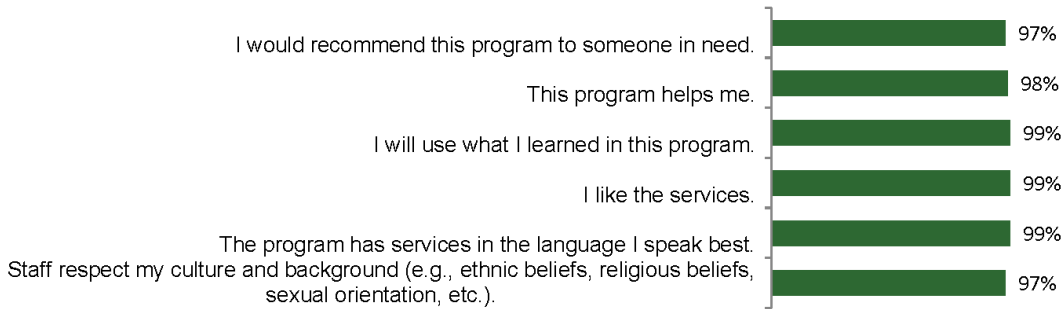 I would recommend this program to someone in need.
97%
This program helps me.
98%
I will use what I learned in this program.
99%
I like the services.
99%
The program has services in the language I speak best.
99%
Staff respect my culture and background (e.g., ethnic beliefs, religious beliefs,
sexual orientation, etc.).
97%